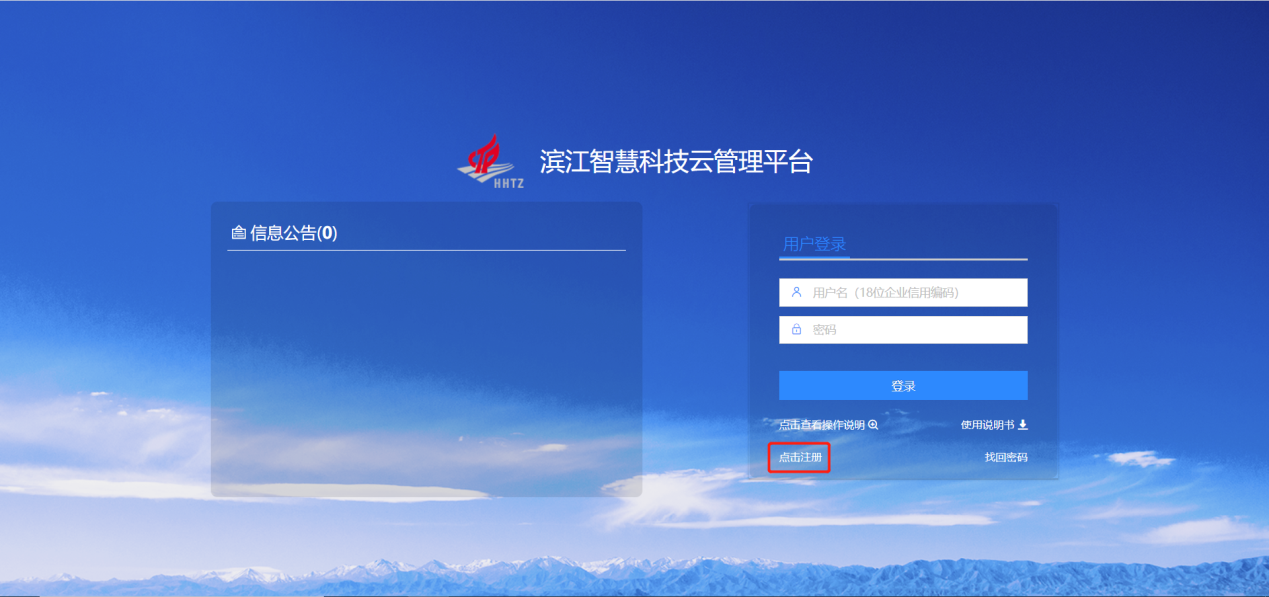 HHTZ
滨江智慧科技云管理平台
信息公告(0)
用户登录
用户名（18位企业信用编码）
密码
登录
点击查看操作说明
使用说明书
点击注册
找回密码